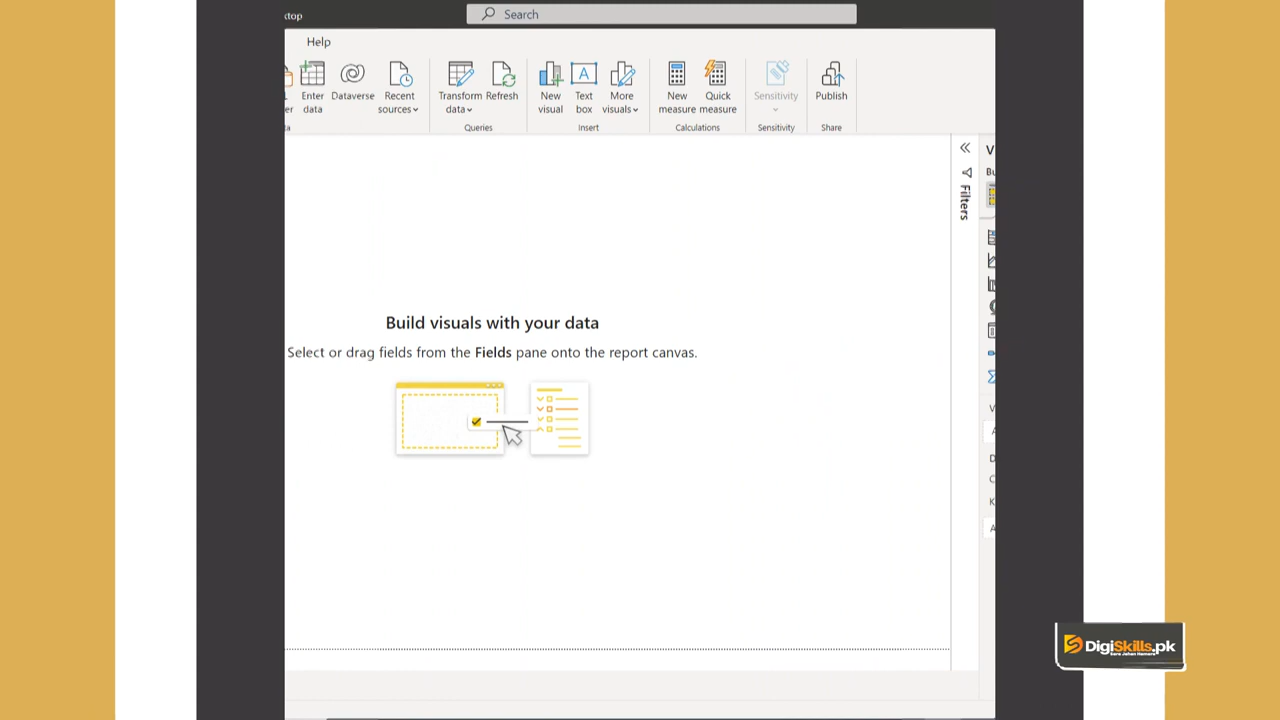 ktop
Search
Help
Enter data
Dataverse
Recent sources
Transform data
Refresh
New visual
Text box
A
More visuals
New measure
Quick measure
Sensitivity
Publish
Queries
Insert
Calculations
Sensitivity
Share
Filters
Build visuals with your data
Select or drag fields from the Fields pane onto the report canvas.
DigiSkills.pk